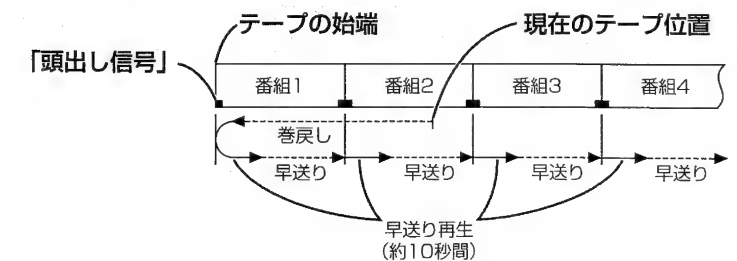 テープの始端
現在のテープ位置
「頭出し信号」
番組1
番組2
番組3
番組4
巻戻し
早送り
早送り
早送り
早送り
早送り再生
(約10秒間)